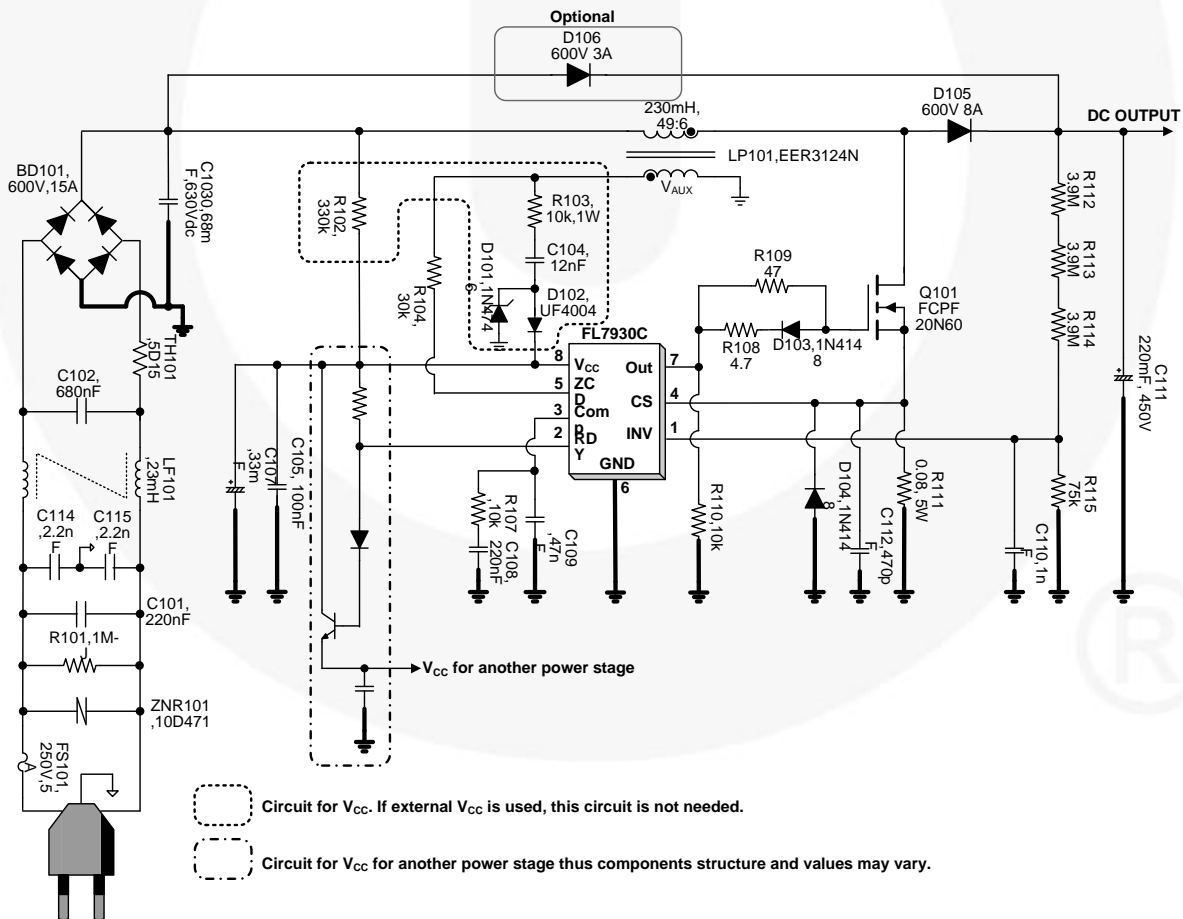 Optional
D106
600V 3A
D105
600V 8A
DC OUTPUT
230mH,
49:6
LP101,EER3124N
VAUX
BD101,
600V,15A
C1030,68m
F,630Vdc
R102,
330k
R103,
10k,1W
C104,
12nF
D101,1N474
6
D102,
UF4004
R104,
30k
R112
3.9M
R113
3.9M
R114
3.9M
R109
47
R108
4.7
D103,1N414
8
Q101
FCPF
20N60
FL7930C
8
VCC
5
ZC
D
3
Com
p
2
RD
Y
GND
6
Out
7
CS
4
INV
1
TH101
,5D15
C102,
680nF
LF101
,23mH
C114
,2.2n
F
C115
,2.2n
F
C101,
220nF
R101,1M-
J
ZNR101
,10D471
FS101,
250V,5
A
C107
,33m
F
C105, 100nF
R107
,10k
C108,
220nF
C109
,47n
F
R110,10k
D104,1N414
8
C112,470p
F
R111
0.08, 5W
C110,1n
F
R115
75k
C111
220mF, 450V
VCC for another power stage
Circuit for VCC. If external VCC is used, this circuit is not needed.
Circuit for VCC for another power stage thus components structure and values may vary.
®